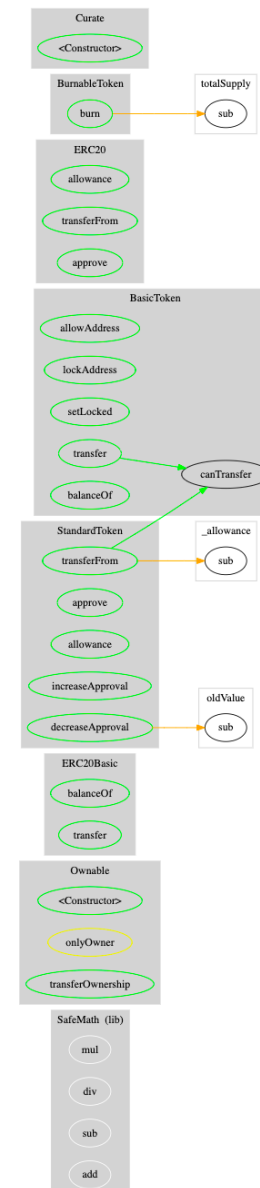 Curate
<Constructor>
BurnableToken
burn
totalSupply
sub
ERC20
allowance
transferFrom
approve
BasicToken
allowAddress
lockAddress
setLocked
transfer
canTransfer
balanceOf
StandardToken
transferFrom
_allowance
sub
approve
allowance
increaseApproval
decreaseApproval
oldValue
sub
ERC20Basic
balanceOf
transfer
Ownable
<Constructor>
onlyOwner
transferOwnership
SafeMath (lib)
mul
div
sub
add